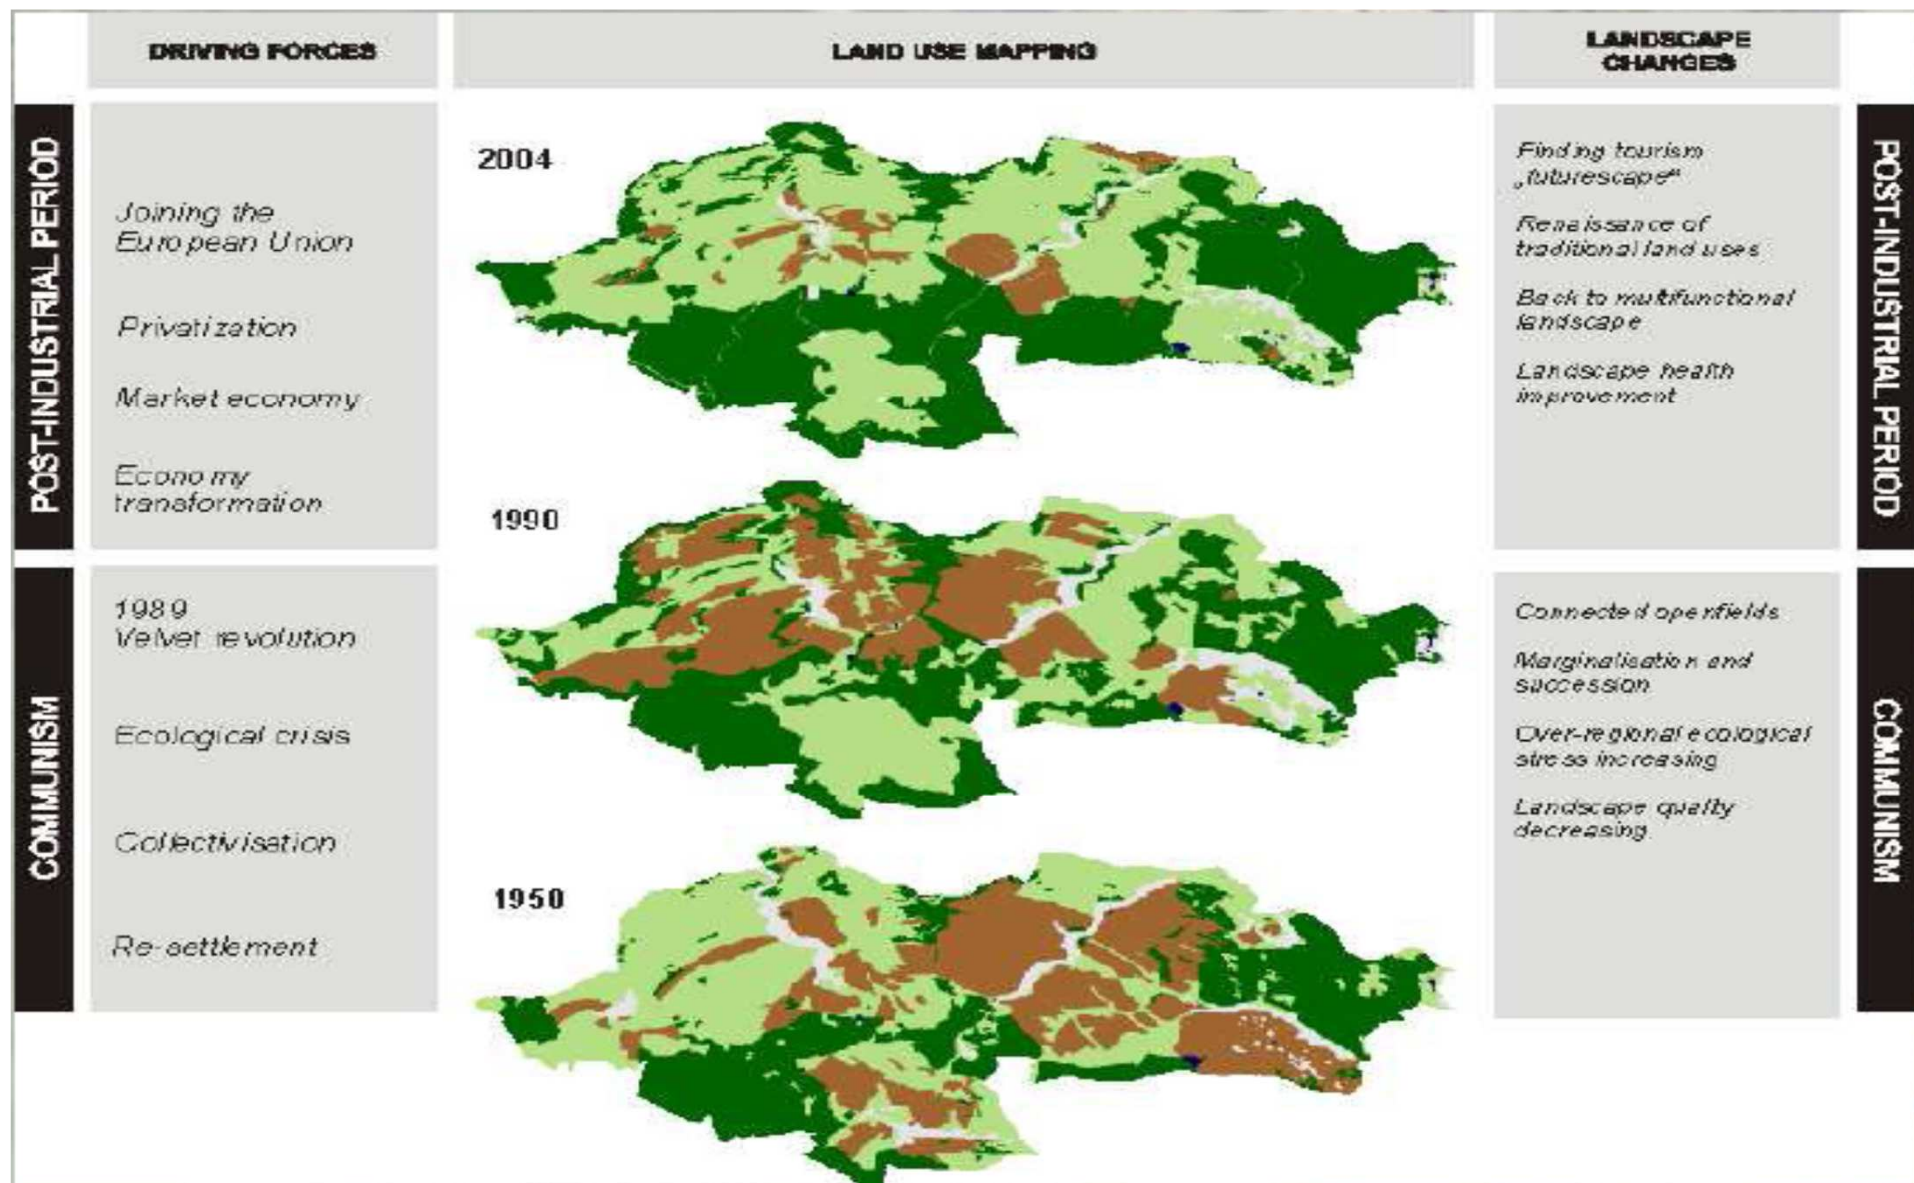 DRIVING FORCES
LAND USE MAPPING
LANDSCAPE
CHANGES
POST-INDUSTRIAL PERIOD
Joining the
European Union
Privatization
Market economy
Economy
transformation
2004
1990
Finding tourism
„futurescape“
Renaissance of
traditional land uses
Back to multifunctional
landscape
Landscape health
improvement
POST-INDUSTRIAL PERIOD
COMMUNISM
1989
Velvet revolution
Ecological crisis
Collectivisation
Re-settlement
1950
Connected openfields
Marginalisation and
succession
Over-regional ecological
stress increasing
Landscape quality
decreasing
COMMUNISM